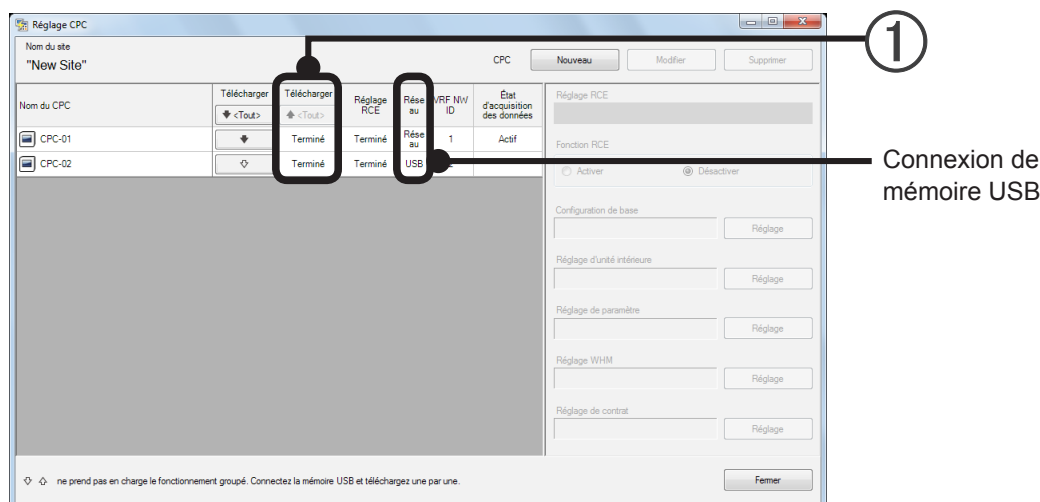 Réglage CPC
Nom du site
"New Site"
CPC
Nouveau
Modifier
Supprimer
①
Nom du CPC
Télécharger
<Tout>
Télécharger
<Tout>
Réglage
RCE
Rése
au
VRF NW
ID
État
d'acquisition
des données
CPC-01
Terminé
Terminé
Rése
au
1
Actif
CPC-02
Terminé
Terminé
USB
Connexion de
mémoire USB
Réglage RCE
Fonction RCE
Activer
Désactiver
Configuration de base
Réglage
Réglage d'unité intérieure
Réglage
Réglage de paramètre
Réglage
Réglage WHM
Réglage
Réglage de contrat
Réglage
ne prend pas en charge le fonctionnement groupé. Connectez la mémoire USB et téléchargez une par une.
Fermer